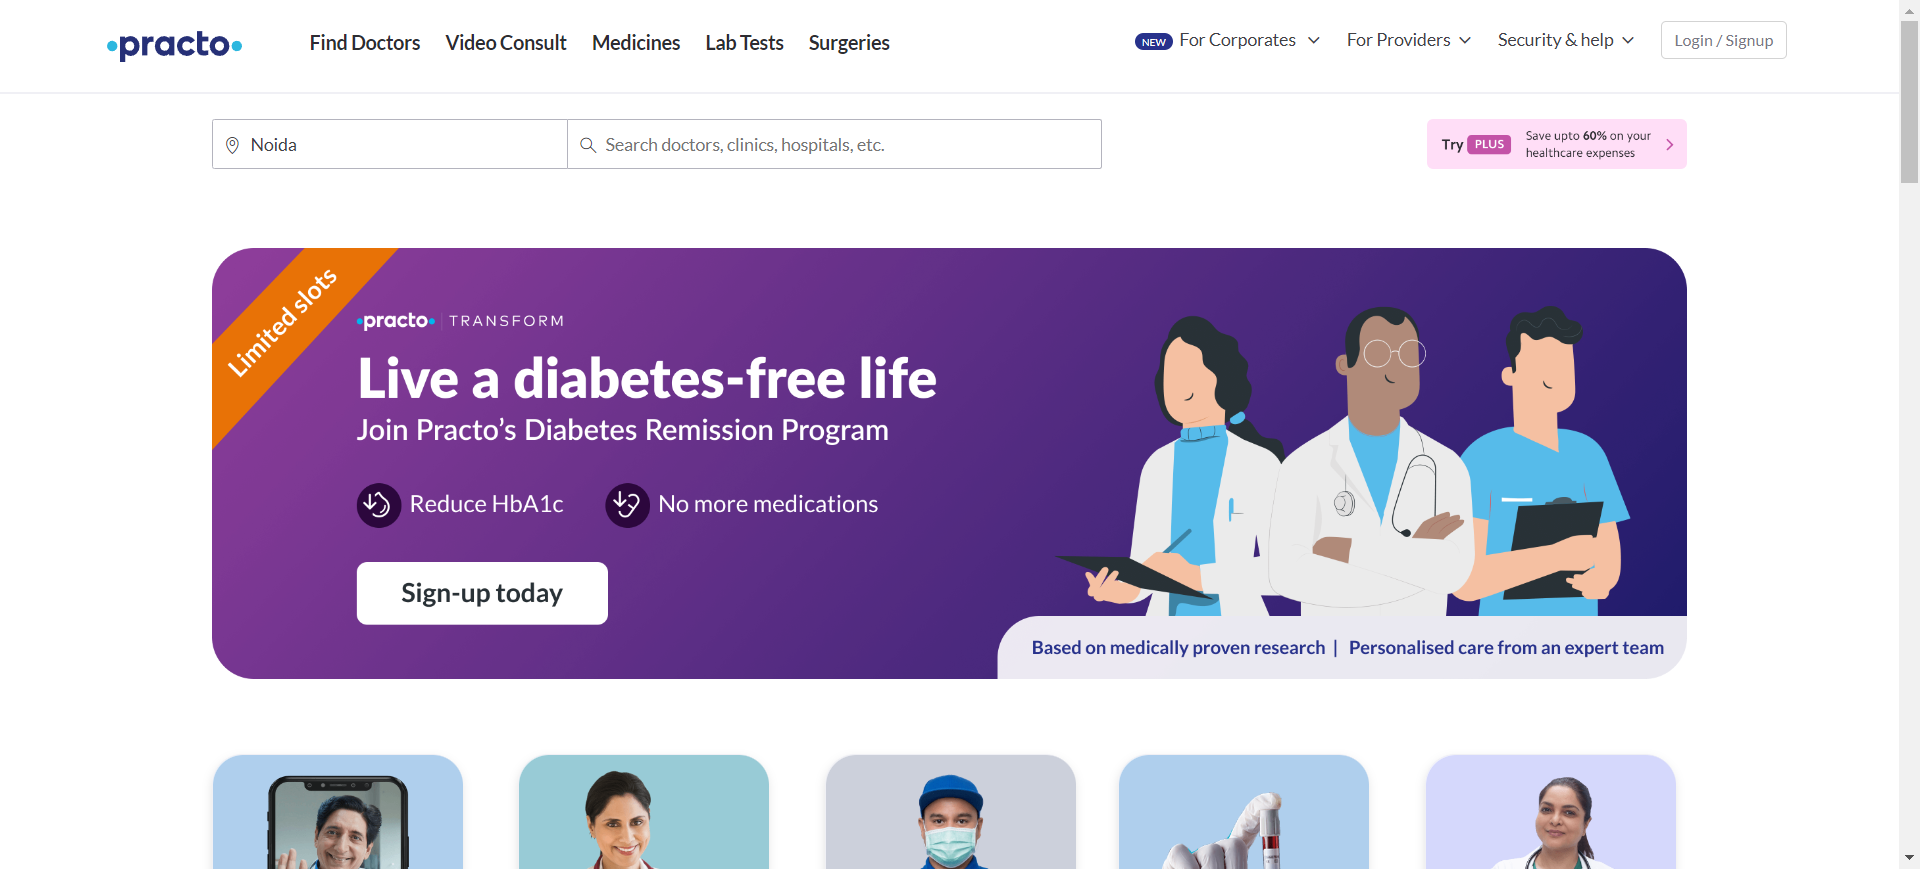 practo
Find Doctors
Video Consult
Medicines
Lab Tests
Surgeries
NEW For Corporates
For Providers
Security & help
Login / Signup
Noida
Search doctors, clinics, hospitals, etc.
Try PLUS
Save upto 60% on your
healthcare expenses
Limited slots
practo TRANSFORM
Live a diabetes-free life
Join Practo’s Diabetes Remission Program
Reduce HbA1c
No more medications
Sign-up today
Based on medically proven research | Personalised care from an expert team